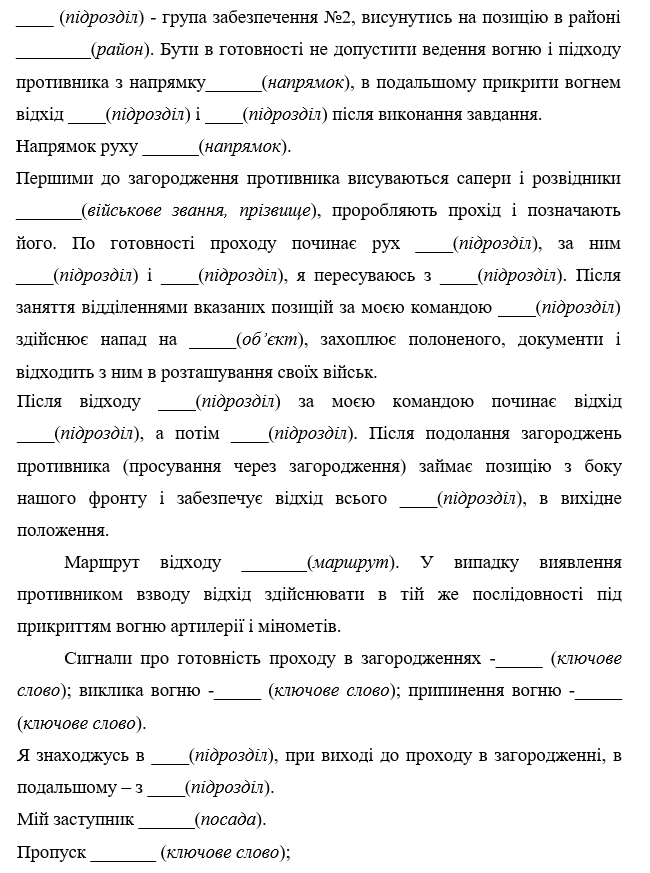 ____ (підрозділ) - група забезпечення №2, висунутись на позицію в районі
________(район). Бути в готовності не допустити ведення вогню і підходу
противника з напрямку______(напрямок), в подальшому прикрити вогнем
відхід ____(підрозділ) і ____(підрозділ) після виконання завдання.
Напрямок руху ______(напрямок).
Першими до загородження противника висуваються сапери і розвідники
_______(військове звання, прізвище), проробляють прохід і позначають
його. По готовності проходу починає рух ____(підрозділ), за ним
____(підрозділ) і ____(підрозділ), я пересуваюсь з ____(підрозділ). Після
заняття відділеннями вказаних позицій за моєю командою ____(підрозділ)
здійснює напад на _____(об’єкт), захоплює полоненого, документи і
відходить з ним в розташування своїх військ.
Після відходу ____(підрозділ) за моєю командою починає відхід
____(підрозділ), а потім ____(підрозділ). Після подолання загороджень
противника (просування через загородження) займає позицію з боку
нашого фронту і забезпечує відхід всього ____(підрозділ), в вихідне
положення.
Маршрут відходу _______(маршрут). У випадку виявлення
противником взводу відхід здійснювати в тій же послідовності під
прикриттям вогню артилерії і мінометів.
Сигнали про готовність проходу в загородженнях -_____ (ключове
слово); виклика вогню -_____ (ключове слово); припинення вогню -_____
(ключове слово).
Я знаходжусь в ____(підрозділ), при виході до проходу в загородженні, в
подальшому – з ____(підрозділ).
Мій заступник ______(посада).
Пропуск _______ (ключове слово);